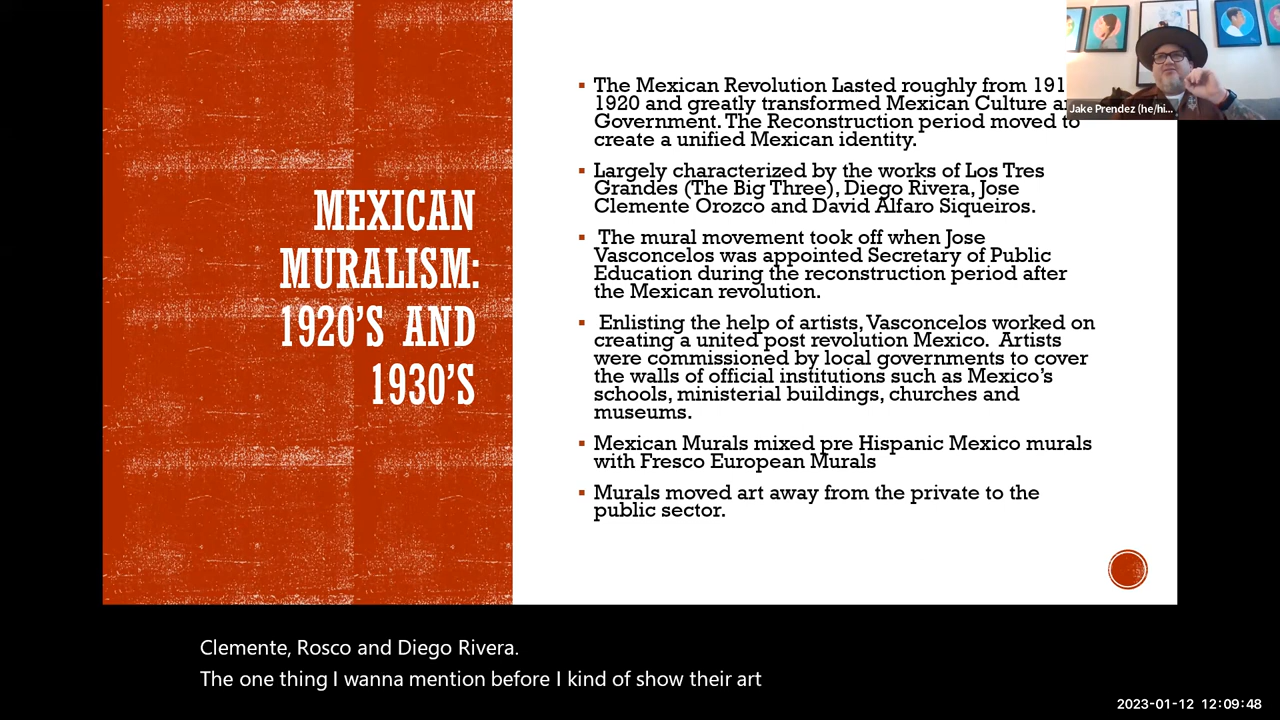 MEXICAN
MURALISM:
1920'S AND
1930'S
▪ The Mexican Revolution Lasted roughly from 191
1920 and greatly transformed Mexican Culture a
Government. The Reconstruction period moved to
create a unified Mexican identity.
▪ Largely characterized by the works of Los Tres
Grandes (The Big Three), Diego Rivera, Jose
Clemente Orozco and David Alfaro Siqueiros.
▪ The mural movement took off when Jose
Vasconcelos was appointed Secretary of Public
Education during the reconstruction period after
the Mexican revolution.
▪ Enlisting the help of artists, Vasconcelos worked on
creating a united post revolution Mexico. Artists
were commissioned by local governments to cover
the walls of official institutions such as Mexico's
schools, ministerial buildings, churches and
museums.
▪ Mexican Murals mixed pre Hispanic Mexico murals
with Fresco European Murals
▪ Murals moved art away from the private to the
public sector.
Jake Prendez (he/hi...
Clemente, Rosco and Diego Rivera.
The one thing I wanna mention before I kind of show their art
2023-01-12 12:09:48